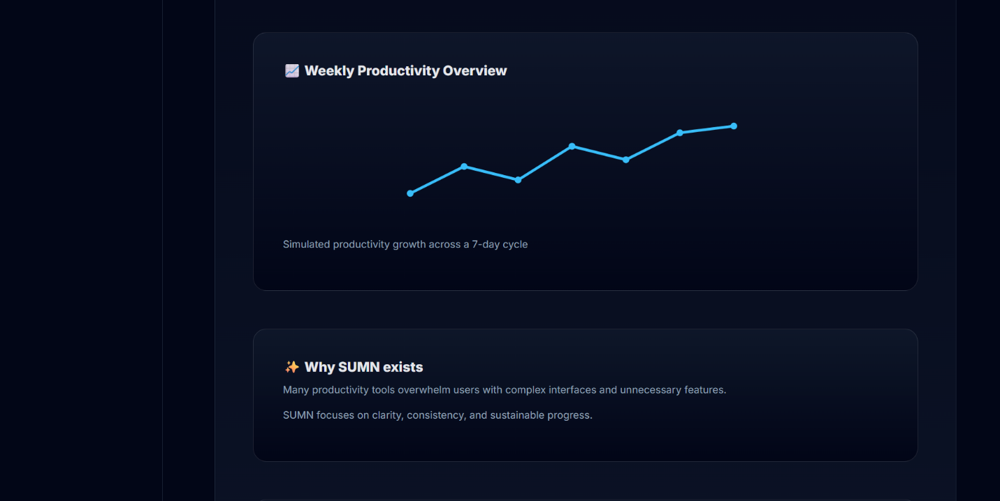 📈 Weekly Productivity Overview
Simulated productivity growth across a 7-day cycle
✨ Why SUMN exists
Many productivity tools overwhelm users with complex interfaces and unnecessary features.
SUMN focuses on clarity, consistency, and sustainable progress.